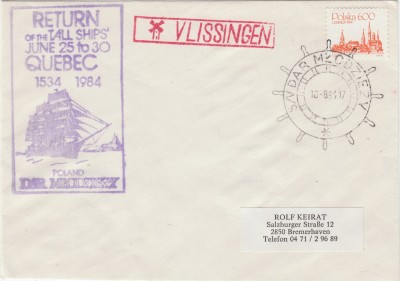 RETURN
OF THE 'TALL SHIPS'
JUNE 25 to 30
QUEBEC
1534 1984
POLAND
DAR MŁODZIEŻY
VLISSINGEN
Polska 6.00
S/V DAR MŁODZIEŻY
ROLF KEIRAT
Salzburger Straße 12
2850 Bremerhaven
Telefon 04 71 / 2 96 89